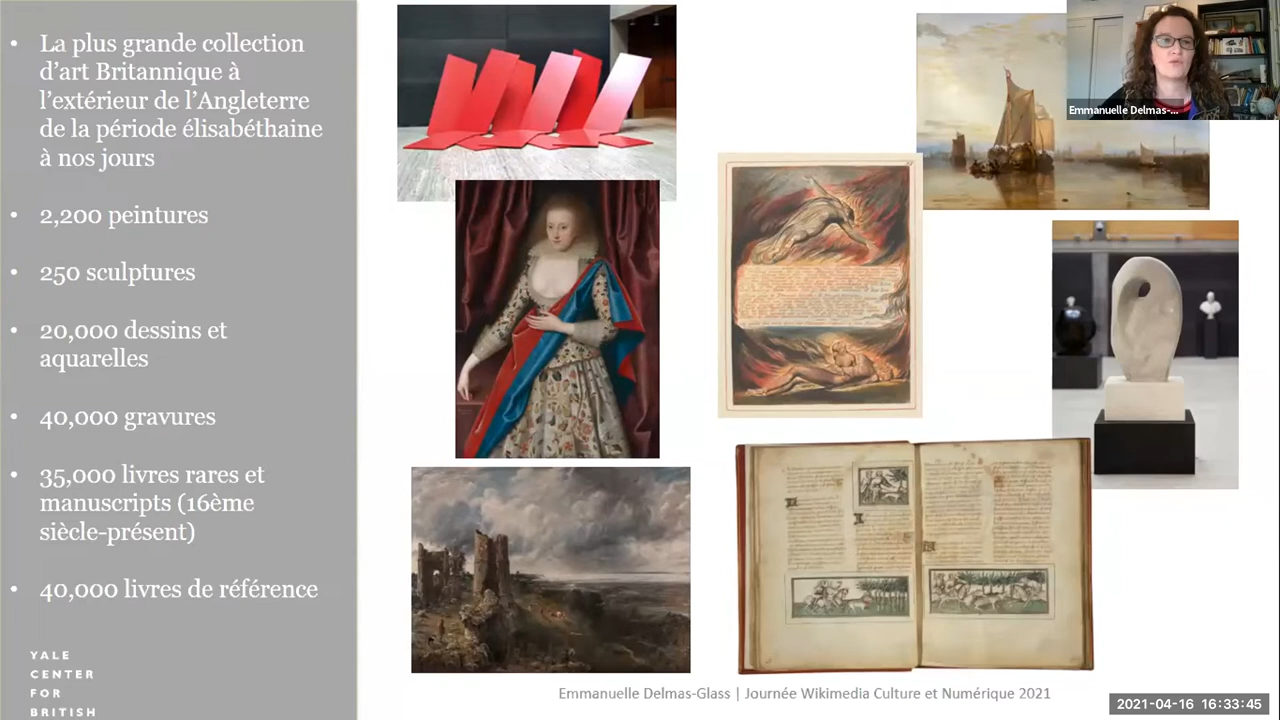 • La plus grande collection
d'art Britannique à
l'extérieur de l'Angleterre
de la période élisabéthaine
à nos jours
• 2,200 peintures
• 250 sculptures
• 20,000 dessins et
aquarelles
• 40,000 gravures
• 35,000 livres rares et
manuscripts (16ème
siècle-présent)
• 40,000 livres de référence
YALE
CENTER
FOR
BRITISH
Emmanuelle Delmas-...
Emmanuelle Delmas-Glass | Journée Wikimedia Culture et Numérique 2021
2021-04-16 16:33:45